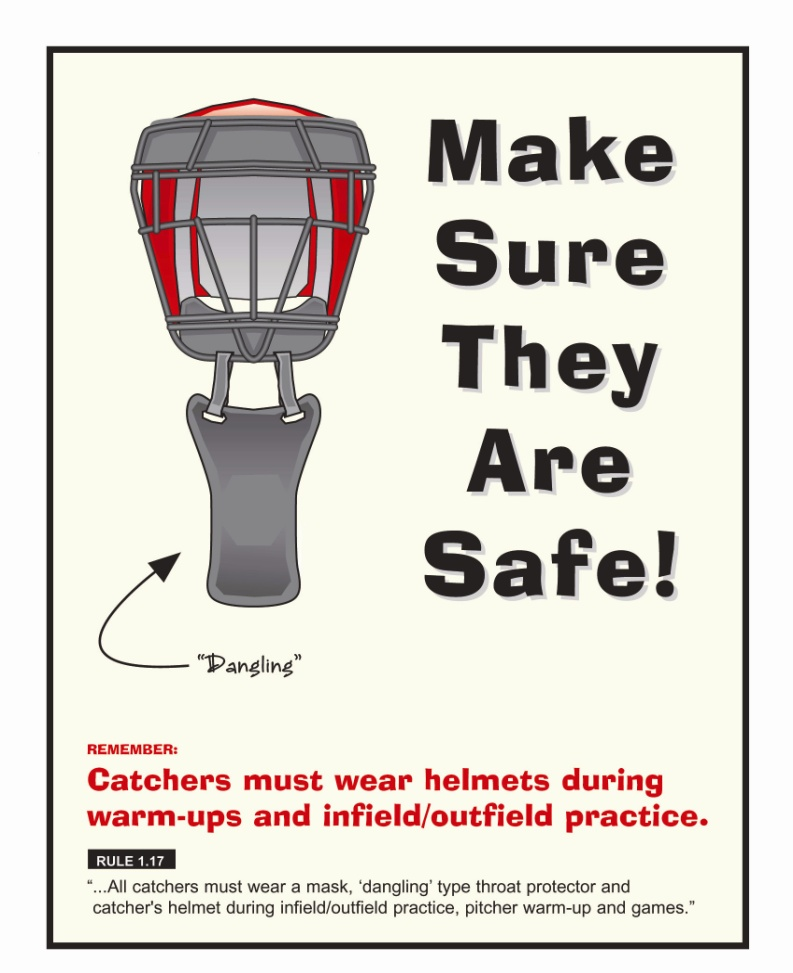 Make
Sure
They
Are
Safe!
“Dangling”
REMEMBER:
Catchers must wear helmets during
warm-ups and infield/outfield practice.
RULE 1.17
“...All catchers must wear a mask, ‘dangling’ type throat protector and
catcher's helmet during infield/outfield practice, pitcher warm-up and games.”